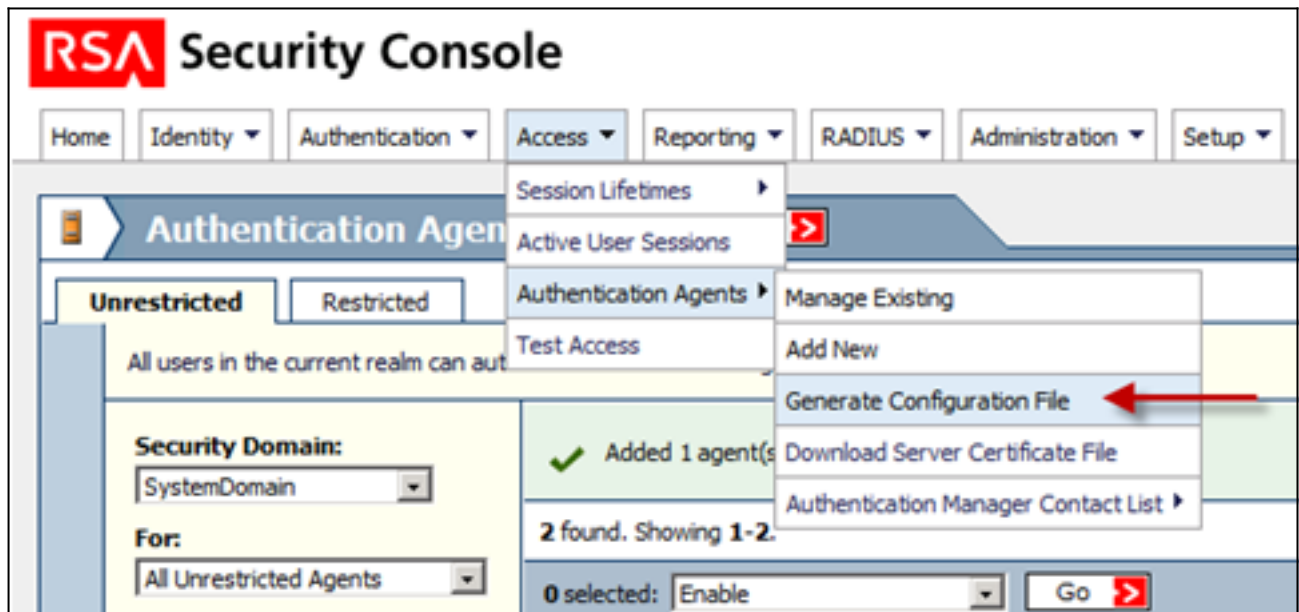 RSA Security Console
Home Identity Authentication Access Reporting RADIUS Administration Setup
Session Lifetimes
Authentication Agen
Active User Sessions
Unrestricted Restricted
Authentication Agents
Manage Existing
Test Access
Add New
All users in the current realm can aut
Generate Configuration File
Security Domain:
Added 1 agent(s
Download Server Certificate File
SystemDomain
Authentication Manager Contact List
For:
2 found. Showing 1-2.
All Unrestricted Agents
0 selected: Enable Go